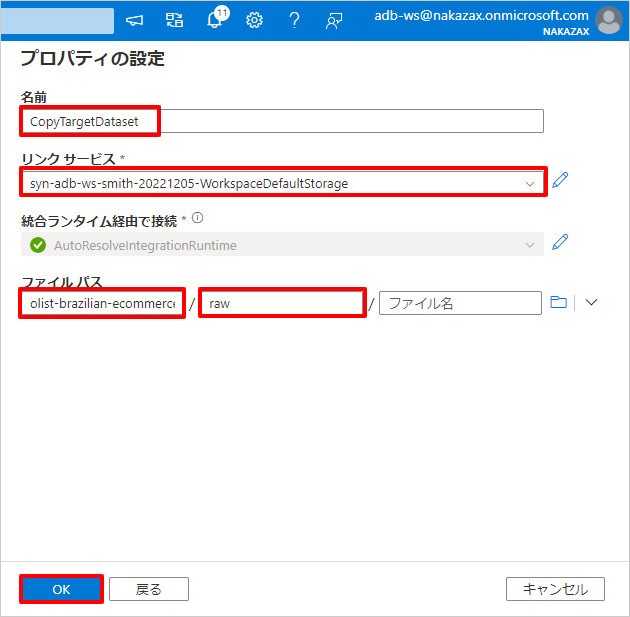 11
adb-ws@nakazax.onmicrosoft.com
NAKAZAX
プロパティの設定
名前
CopyTargetDataset
リンク サービス *
syn-adb-ws-smith-20221205-WorkspaceDefaultStorage
統合ランタイム経由で接続 *
AutoResolveIntegrationRuntime
ファイル パス
olist-brazilian-ecommerce / raw / ファイル名
OK 戻る キャンセル